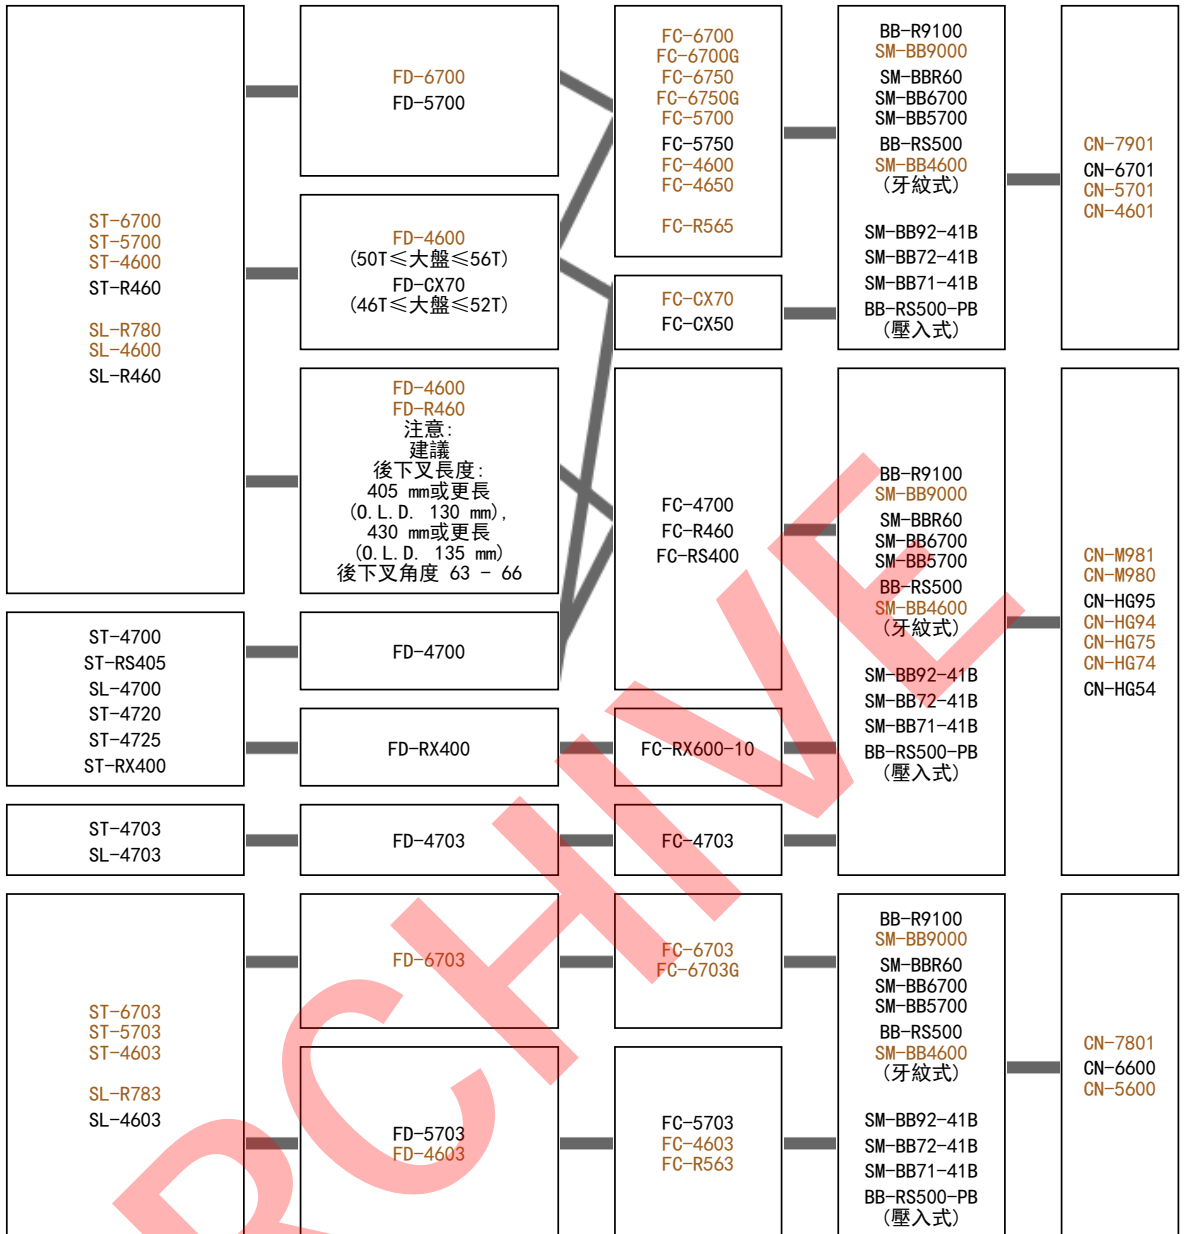 ST-6700
ST-5700
ST-4600
ST-R460
SL-R780
SL-4600
SL-R460
FD-6700
FD-5700
FD-4600
(50T≤大盤≤56T)
FD-CX70
(46T≤大盤≤52T)
FD-4600
FD-R460
注意:
建議
後下叉長度:
405 mm或更長
(O.L.D. 130 mm),
430 mm或更長
(O.L.D. 135 mm)
後下叉角度 63 - 66
FC-6700
FC-6700G
FC-6750
FC-6750G
FC-5700
FC-5750
FC-4600
FC-4650
FC-R565
FC-CX70
FC-CX50
BB-R9100
SM-BB9000
SM-BBR60
SM-BB6700
SM-BB5700
BB-RS500
SM-BB4600
(牙紋式)
SM-BB92-41B
SM-BB72-41B
SM-BB71-41B
BB-RS500-PB
(壓入式)
CN-7901
CN-6701
CN-5701
CN-4601
ST-4700
ST-RS405
SL-4700
ST-4720
ST-4725
ST-RX400
FD-4700
FD-RX400
FC-4700
FC-R460
FC-RS400
FC-RX600-10
ST-4703
SL-4703
FD-4703
FC-4703
BB-R9100
SM-BB9000
SM-BBR60
SM-BB6700
SM-BB5700
BB-RS500
SM-BB4600
(牙紋式)
SM-BB92-41B
SM-BB72-41B
SM-BB71-41B
BB-RS500-PB
(壓入式)
CN-M981
CN-M980
CN-HG95
CN-HG94
CN-HG75
CN-HG74
CN-HG54
ST-6703
ST-5703
ST-4603
SL-R783
SL-4603
FD-6703
FD-5703
FD-4603
FC-6703
FC-6703G
FC-5703
FC-4603
FC-R563
BB-R9100
SM-BB9000
SM-BBR60
SM-BB6700
SM-BB5700
BB-RS500
SM-BB4600
(牙紋式)
SM-BB92-41B
SM-BB72-41B
SM-BB71-41B
BB-RS500-PB
(壓入式)
CN-7801
CN-6600
CN-5600
RCHIVE